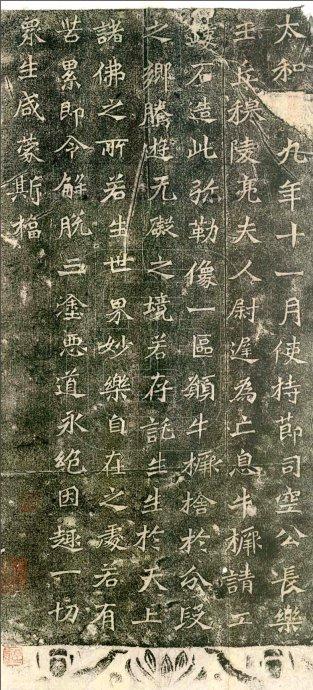 太和九年十一月使持節司空公長樂
王丘穆陵亮夫人尉遲為亡息牛橛請工
鏤石造此弥勒像一區願牛橛捨於分段
之鄉騰遊无礙之境若存託生生於天上
諸佛之所若生世界妙樂自在之處若有
苦累即令解脫三塗惡道永絕因趣一切
眾生咸蒙斯福